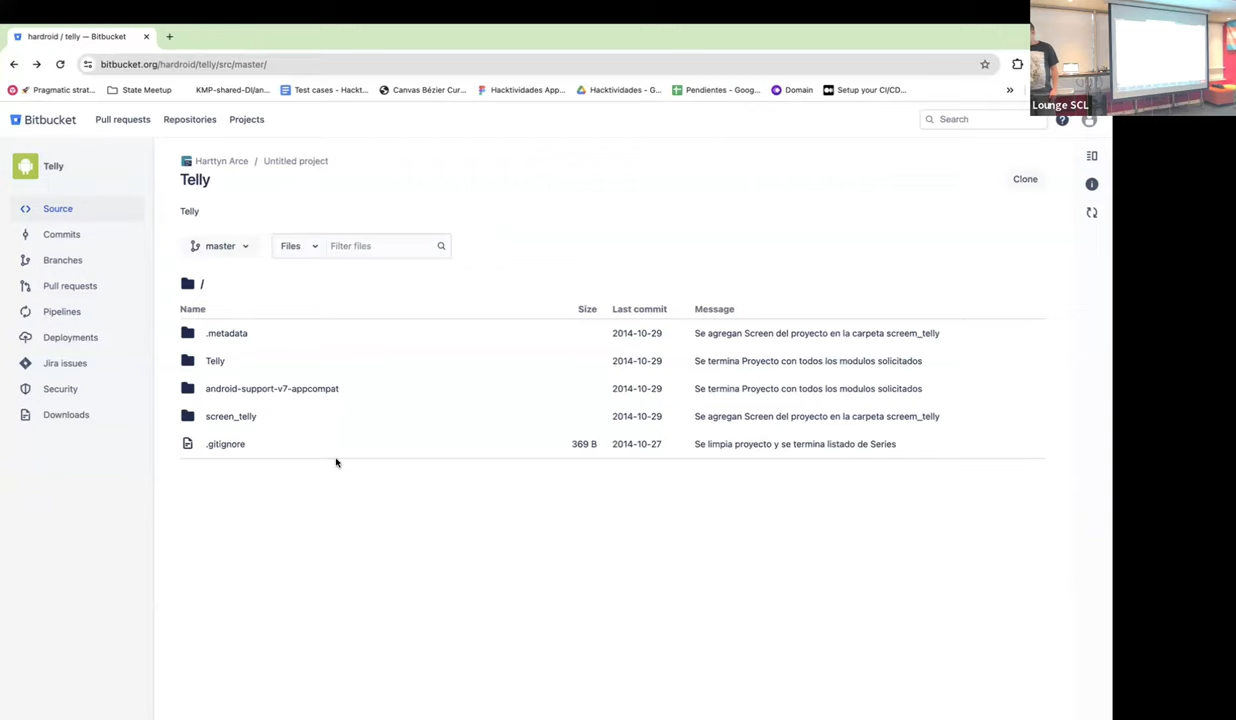 hardroid / telly — Bitbucket
bitbucket.org/hardroid/telly/src/master/
Pragmatic strat...
State Meetup
KMP-shared-DI/an...
Test cases - Hackt...
Canvas Bézier Cur...
Hacktividades App...
Hacktividades - G...
Pendientes - Goog...
Domain
Setup your CI/CD...
Lounge SCL
Bitbucket
Pull requests
Repositories
Projects
Search
Telly
Source
Commits
Branches
Pull requests
Pipelines
Deployments
Jira issues
Security
Downloads
Harttyn Arce / Untitled project
Telly
Clone
Telly
master
Files
Filter files
/
Name Size Last commit Message
.metadata 2014-10-29 Se agregan Screen del proyecto en la carpeta screem_telly
Telly 2014-10-29 Se termina Proyecto con todos los modulos solicitados
android-support-v7-appcompat 2014-10-29 Se termina Proyecto con todos los modulos solicitados
screen_telly 2014-10-29 Se agregan Screen del proyecto en la carpeta screem_telly
.gitignore 369 B 2014-10-27 Se limpia proyecto y se termina listado de Series